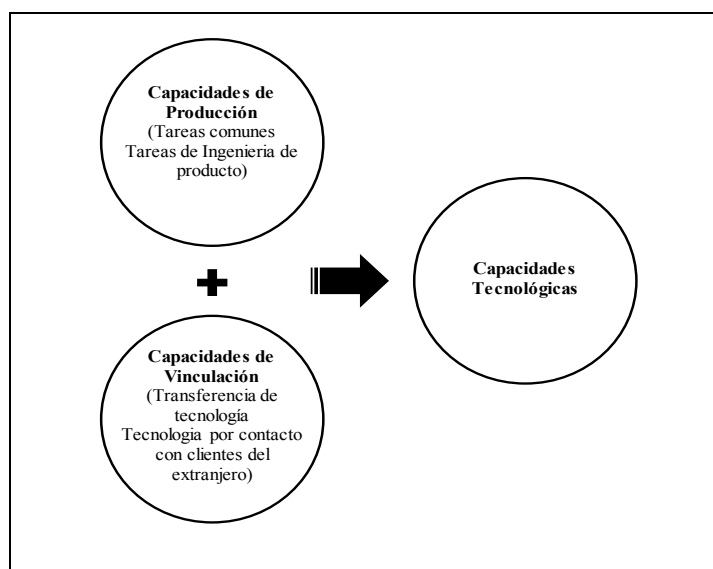 Capacidades de
Producción
(Tareas comunes
Tareas de Ingenieria de
producto)
Capacidades
Tecnológicas
Capacidades de
Vinculación
(Transferencia de
tecnología
Tecnologia por contacto
con clientes del
extranjero)